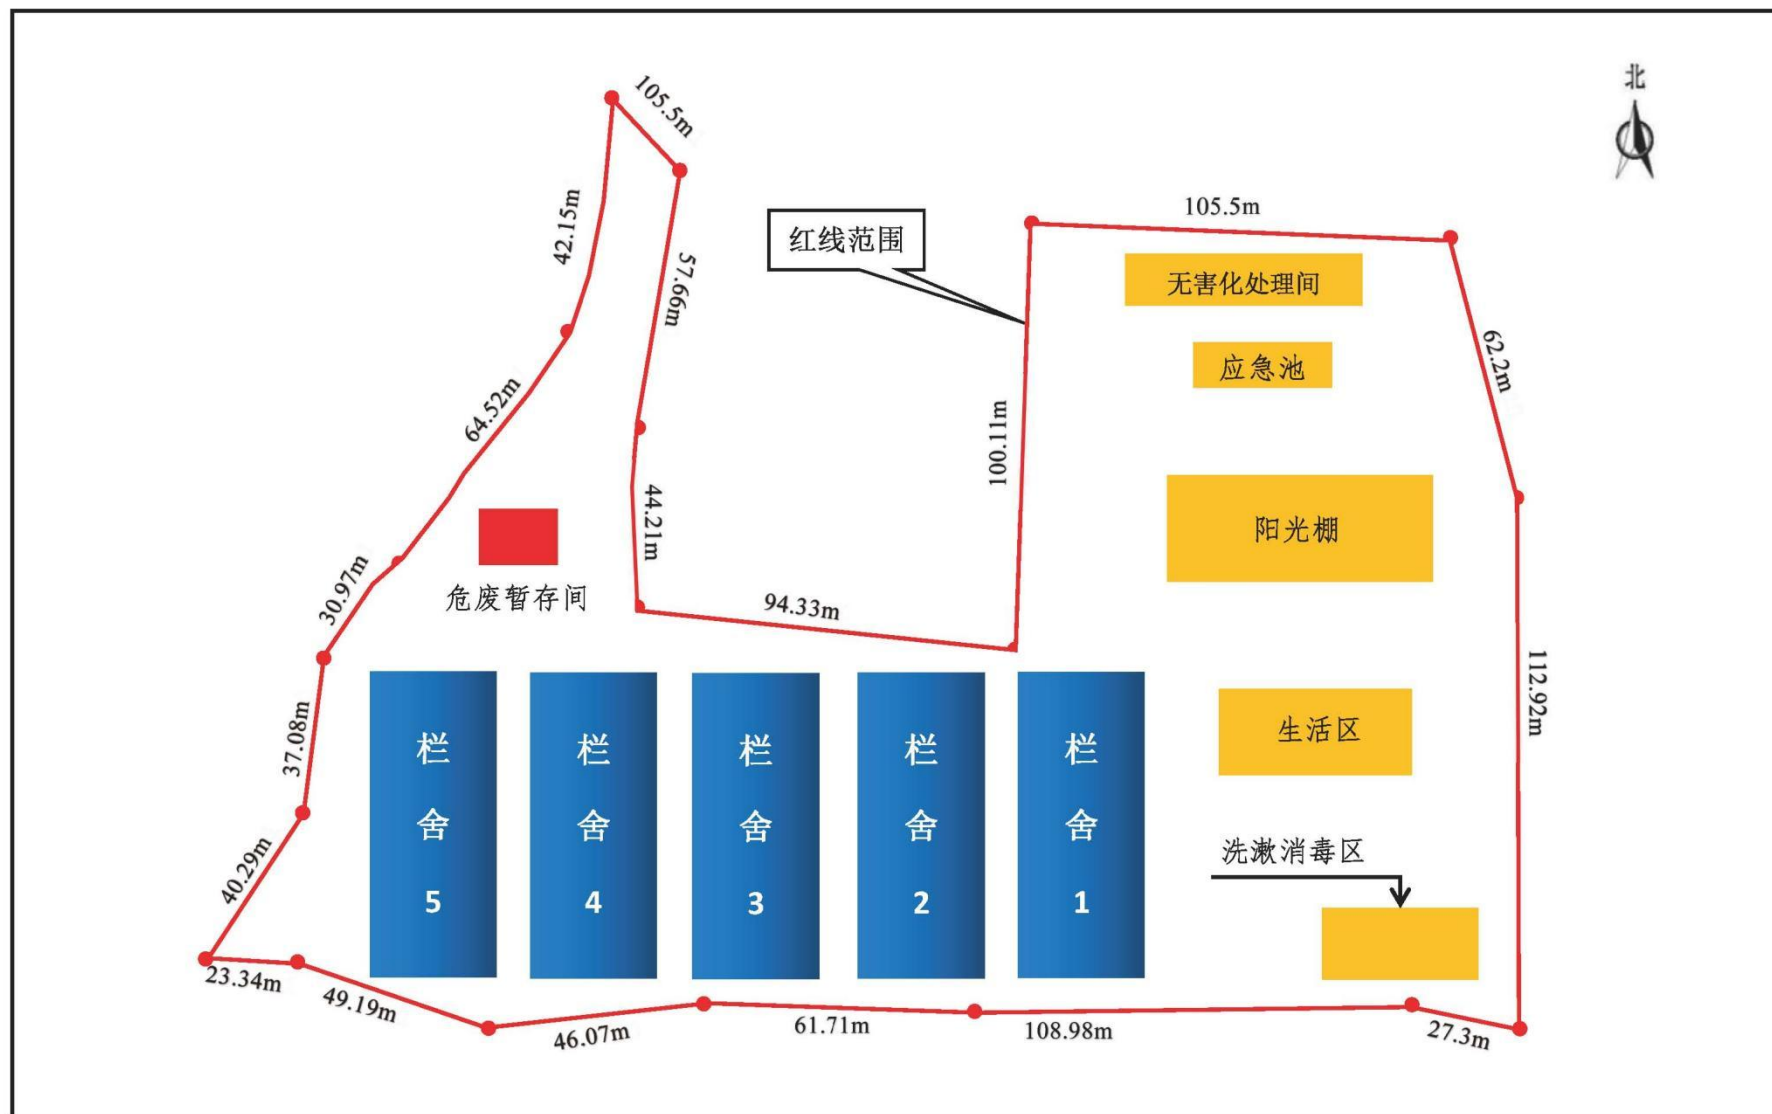 北
105.5m
42.15m
57.66m
红线范围
105.5m
无害化处理间
应急池
62.2m
64.52m
100.11m
44.21m
阳光棚
30.97m
危废暂存间
94.33m
37.08m
112.92m
生活区
栏舍5
栏舍4
栏舍3
栏舍2
栏舍1
洗漱消毒区
40.29m
23.34m
49.19m
46.07m
61.71m
108.98m
27.3m